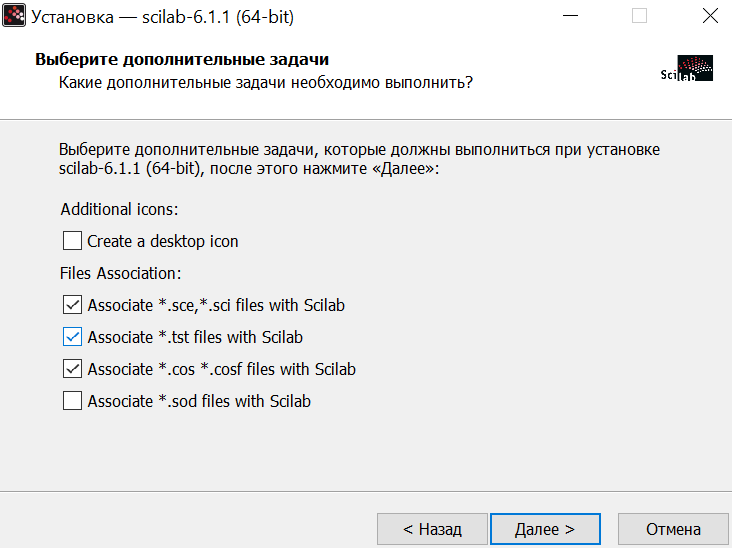 Установка — scilab-6.1.1 (64-bit)
Выберите дополнительные задачи
Какие дополнительные задачи необходимо выполнить?
Scilab
Выберите дополнительные задачи, которые должны выполниться при установке
scilab-6.1.1 (64-bit), после этого нажмите «Далее»:
Additional icons:
Create a desktop icon
Files Association:
Associate *.sce,*.sci files with Scilab
Associate *.tst files with Scilab
Associate *.cos *.cosf files with Scilab
Associate *.sod files with Scilab
< Назад
Далее >
Отмена